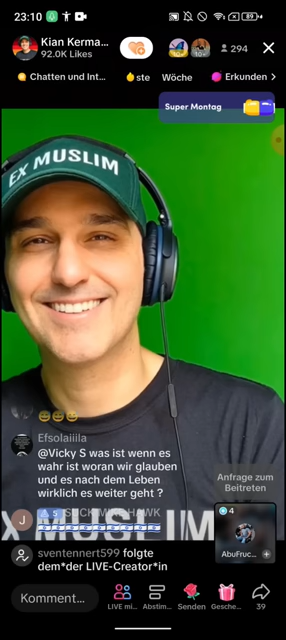 23:10
89
Kian Kerma...
92.0K Likes
294
Chatten und Int...
ste
Woche
Erkunden >
Super Montag
EX MUSLIM
Efsolaiiila
@Vicky S was ist wenn es
wahr ist woran wir glauben
und es nach dem Leben
wirklich es weiter geht ?
Anfrage zum
Beitreten
J
5
4
AbuFruc...
X MUSLIM
sventennert599 folgte
dem*der LIVE-Creator*in
Komment...
LIVE mi...
Abstim...
Senden
Gesche...
39